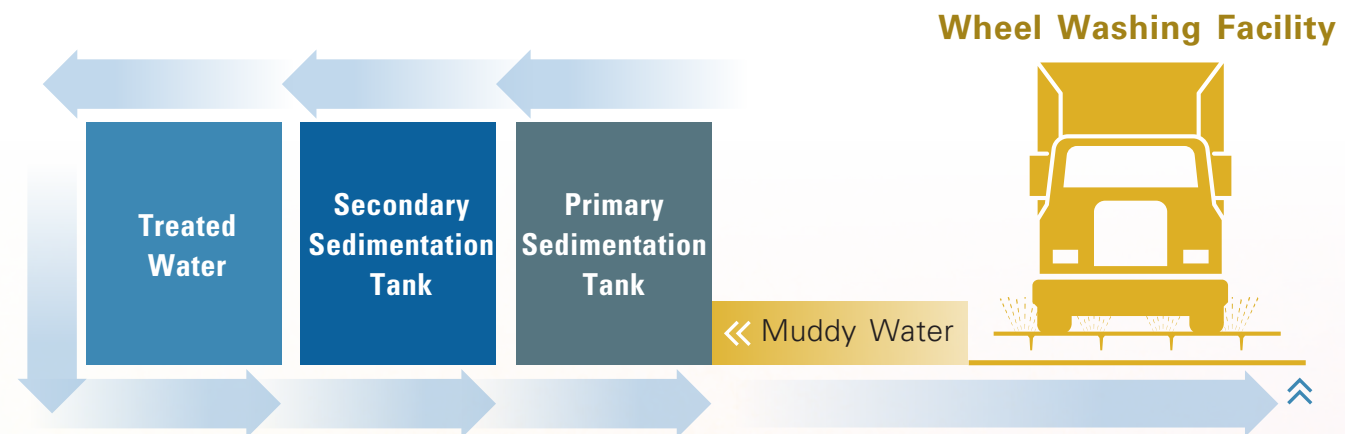 Wheel Washing Facility
Treated
Water
Secondary
Sedimentation
Tank
Primary
Sedimentation
Tank
Muddy Water